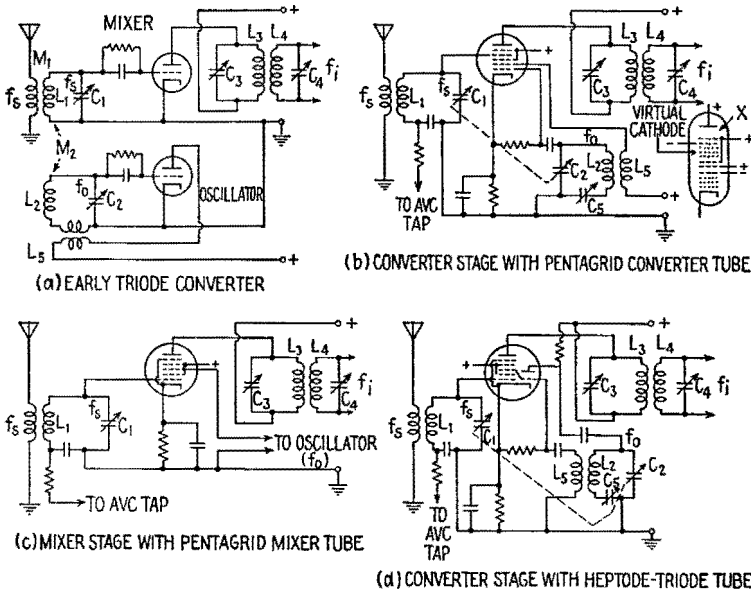 MIXER
M₁
fs
L₁
fs
C₁
L₃ L₄
+
C₃
C₄
fi
M₂
L₂
fo
C₂
OSCILLATOR
L₅
+
(a) EARLY TRIODE CONVERTER
+
fs
L₁
fs
C₁
+
L₃ L₄
C₃
C₄
fi
VIRTUAL
CATHODE
X
+
+
±
fo
L₂
L₅
C₂
C₅
+
TO AVC
TAP
(b) CONVERTER STAGE WITH PENTAGRID CONVERTER TUBE
+
fs
L₁
fs
C₁
+
L₃ L₄
C₃
C₄
fi
TO OSCILLATOR
(fo)
TO AVC TAP
(c) MIXER STAGE WITH PENTAGRID MIXER TUBE
+
fs
L₁
fs
C₁
+
L₃ L₄
C₃
C₄
fi
fo
L₅
L₂
C₂
C₅
TO
AVC
TAP
(d) CONVERTER STAGE WITH HEPTODE-TRIODE TUBE